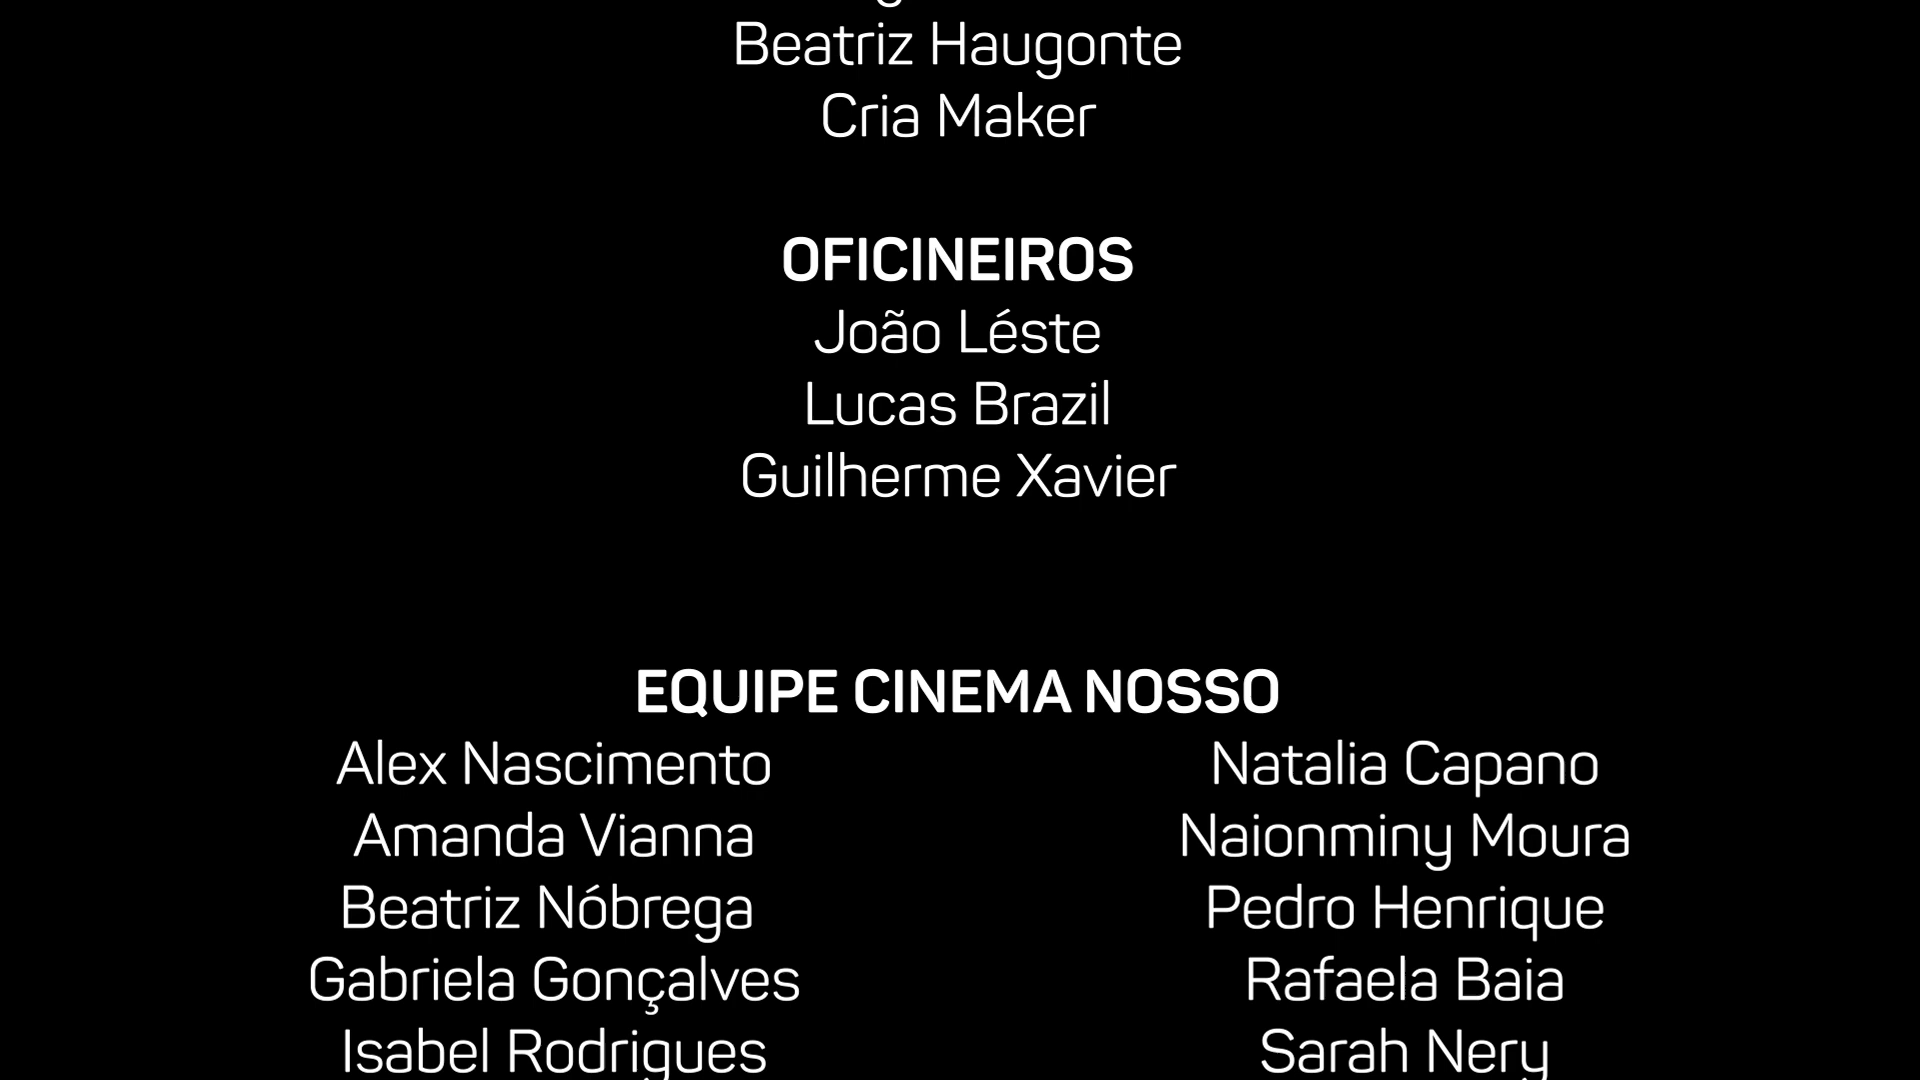 Beatriz Haugonte
Cria Maker
OFICINEIROS
João Léste
Lucas Brazil
Guilherme Xavier
EQUIPE CINEMA NOSSO
Alex Nascimento
Natalia Capano
Amanda Vianna
Naionminy Moura
Beatriz Nóbrega
Pedro Henrique
Gabriela Gonçalves
Rafaela Baia
Isabel Rodrigues
Sarah Nery